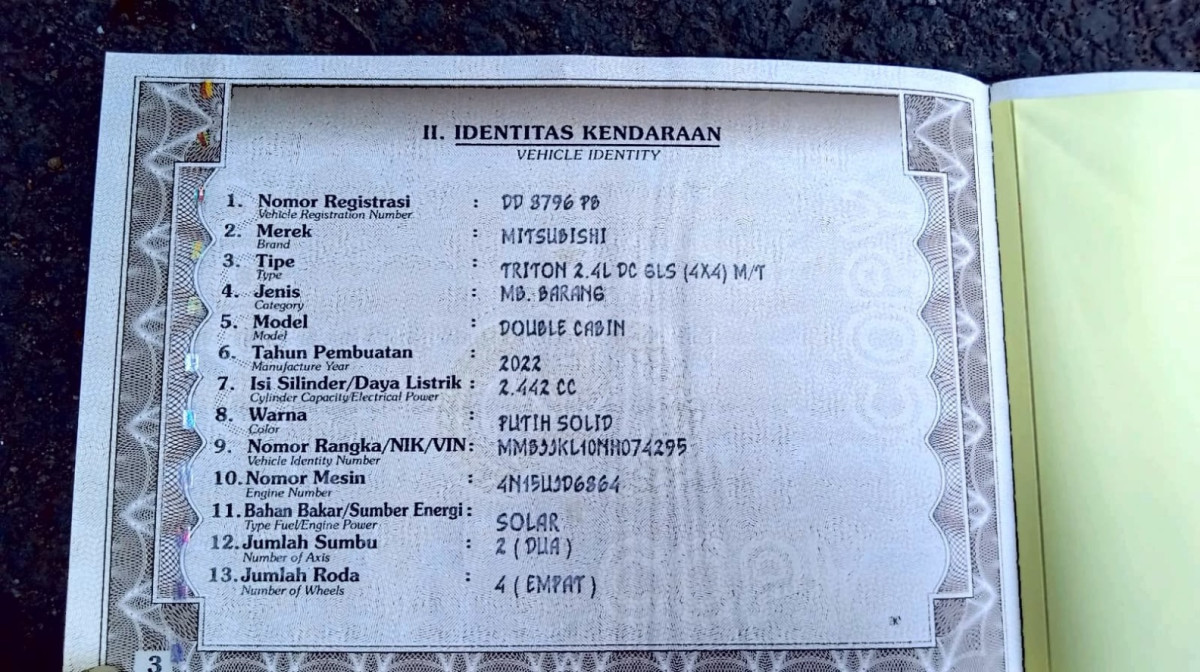 II. IDENTITAS KENDARAAN
VEHICLE IDENTITY
1. Nomor Registrasi : DD 8796 PB
Vehicle Registration Number
2. Merek : MITSUBISHI
Brand
3. Tipe : TRITON 2.4L DC GLS (4X4) M/T
Type
4. Jenis : MB. BARANG
Category
5. Model : DOUBLE CABIN
Model
6. Tahun Pembuatan : 2022
Manufacture Year
7. Isi Silinder/Daya Listrik : 2.442 CC
Cylinder Capacity/Electrical Power
8. Warna : PUTIH SOLID
Color
9. Nomor Rangka/NIK/VIN: MMBJJKL10NH074295
Vehicle Identity Number
10. Nomor Mesin : 4N15UJD6864
Engine Number
11. Bahan Bakar/Sumber Energi : SOLAR
Type Fuel/Engine Power
12. Jumlah Sumbu : 2 ( DUA )
Number of Axis
13. Jumlah Roda : 4 ( EMPAT )
Number of Wheels
3
COPY